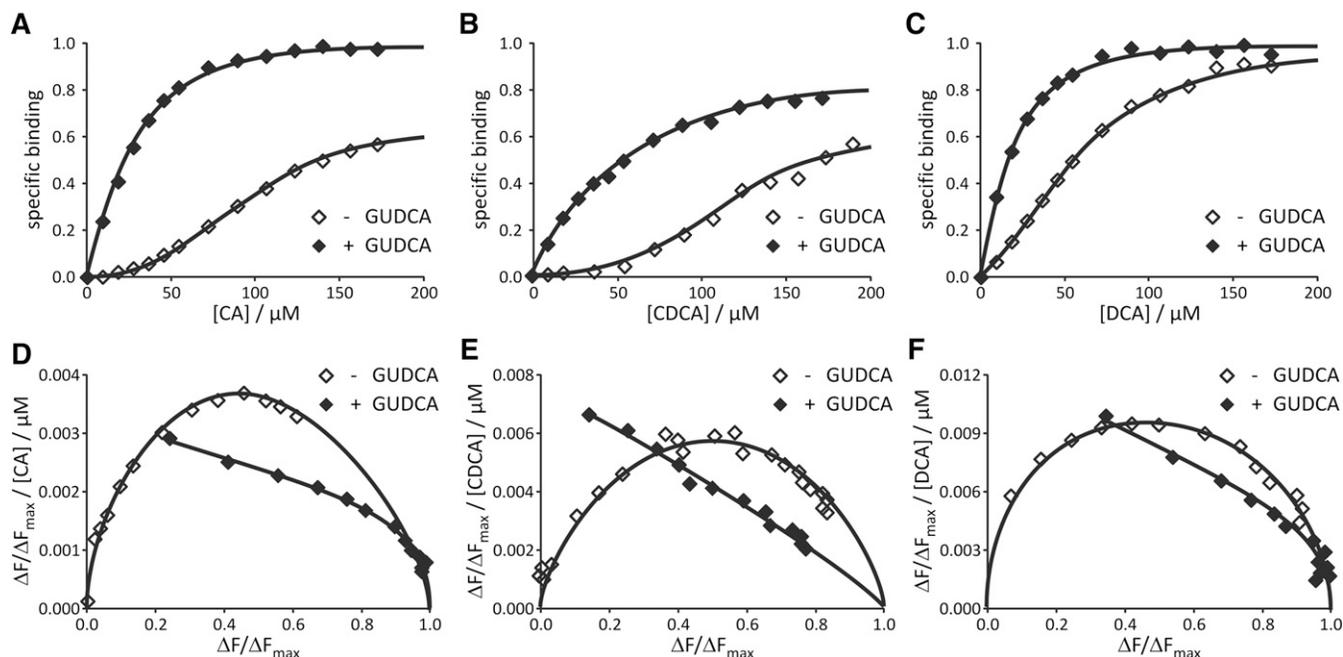 A
specific binding
1.0
0.8
0.6
0.4
0.2
0.0
- GUDCA
+ GUDCA
0 50 100 150 200
[CA] / µM
B
specific binding
1.0
0.8
0.6
0.4
0.2
0.0
- GUDCA
+ GUDCA
0 50 100 150 200
[CDCA] / µM
C
specific binding
1.0
0.8
0.6
0.4
0.2
0.0
- GUDCA
+ GUDCA
0 50 100 150 200
[DCA] / µM
D
ΔF/ΔFmax / [CA] / µM
0.004
0.003
0.002
0.001
0.000
- GUDCA
+ GUDCA
0.0 0.2 0.4 0.6 0.8 1.0
ΔF/ΔFmax
E
ΔF/ΔFmax / [CDCA] / µM
0.008
0.006
0.004
0.002
0.000
- GUDCA
+ GUDCA
0.0 0.2 0.4 0.6 0.8 1.0
ΔF/ΔFmax
F
ΔF/ΔFmax / [DCA] / µM
0.012
0.009
0.006
0.003
0.000
- GUDCA
+ GUDCA
0.0 0.2 0.4 0.6 0.8 1.0
ΔF/ΔFmax